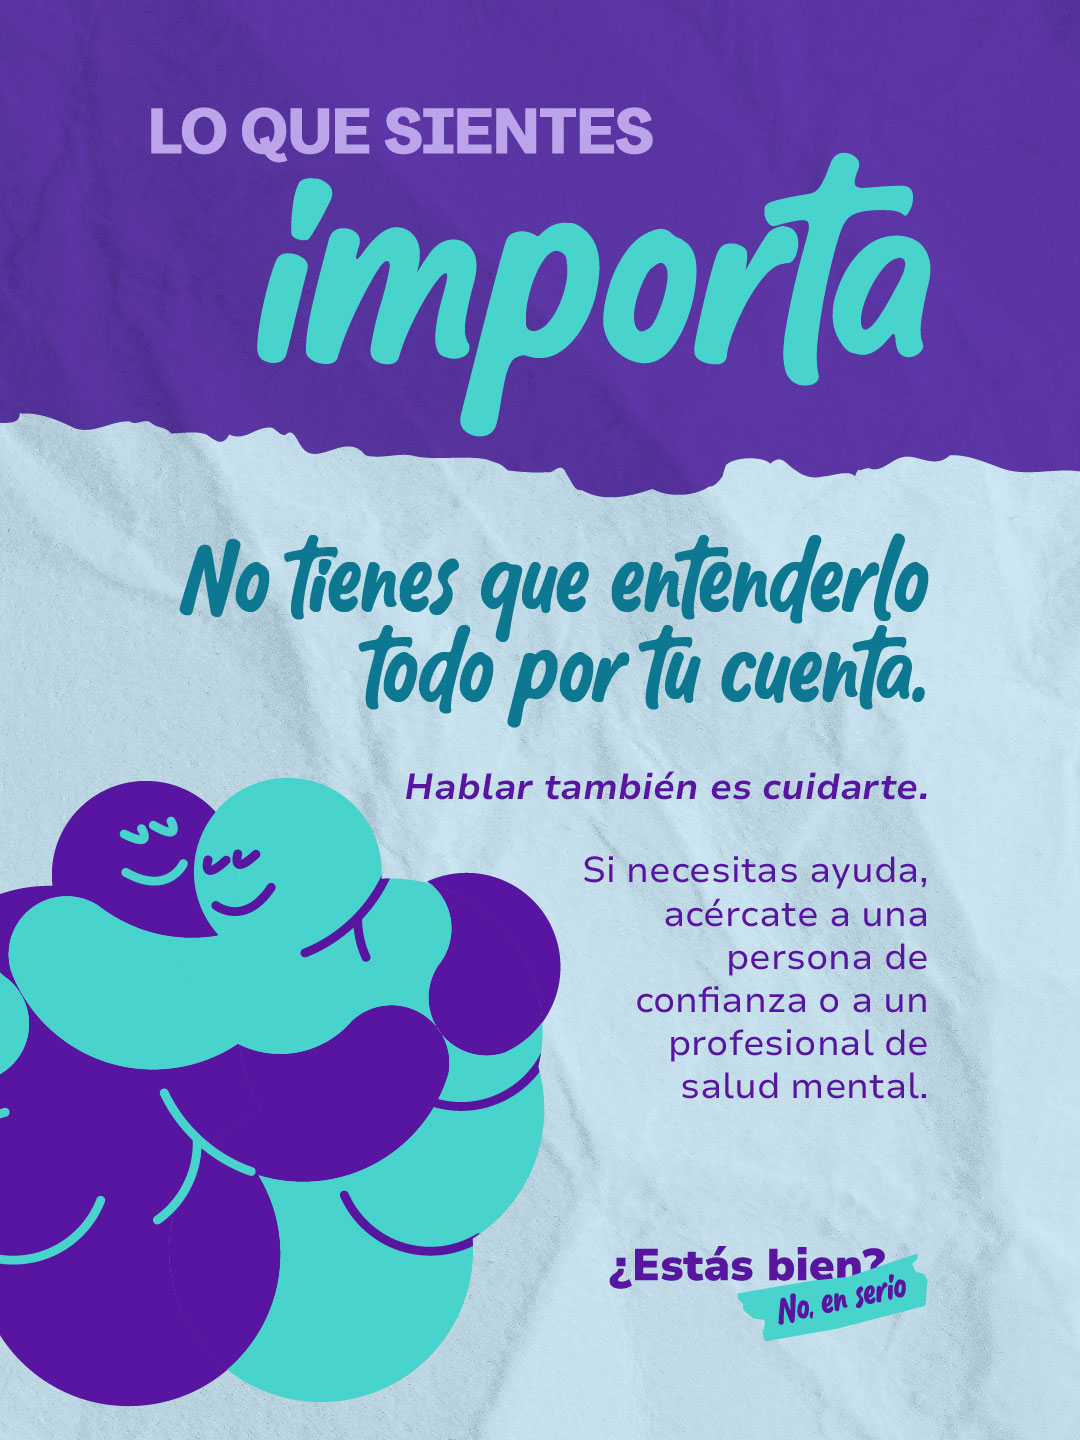 LO QUE SIENTES
importa
No tienes que entenderlo
todo por tu cuenta.
Hablar también es cuidarte.
Si necesitas ayuda,
acércate a una
persona de
confianza o a un
profesional de
salud mental.
¿Estás bien?
No, en serio